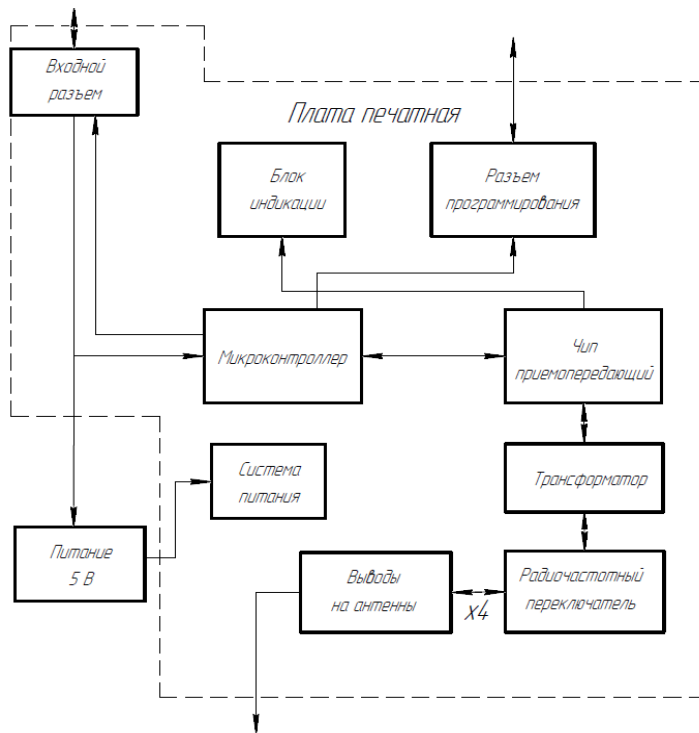 Входной
разъем
Плата печатная
Блок
индикации
Разъем
программирования
Микроконтроллер
Чип
приемопередающий
Система
питания
Трансформатор
Питание
5 В
Выводы
на антенны
x4
Радиочастотный
переключатель